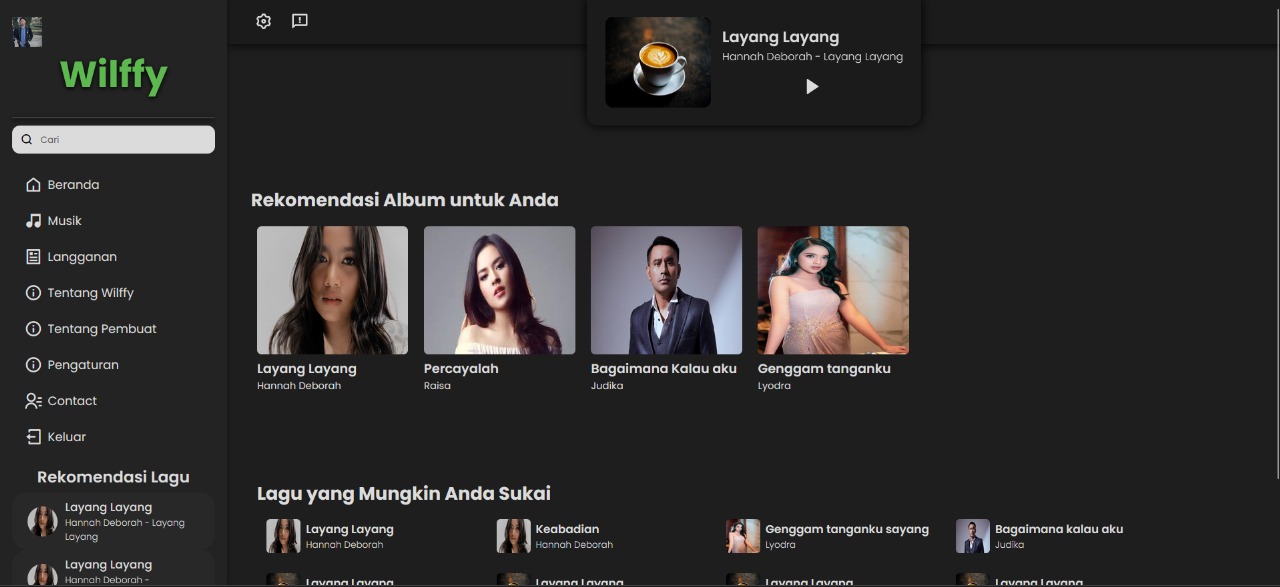 Wilffy
Cari
Beranda
Musik
Langganan
Tentang Wilffy
Tentang Pembuat
Pengaturan
Contact
Keluar
Rekomendasi Lagu
Layang Layang
Hannah Deborah - Layang
Layang
Layang Layang
Hannah Deborah -
Layang Layang
Hannah Deborah - Layang Layang
Rekomendasi Album untuk Anda
Layang Layang
Hannah Deborah
Percayalah
Raisa
Bagaimana Kalau aku
Judika
Genggam tanganku
Lyodra
Lagu yang Mungkin Anda Sukai
Layang Layang
Hannah Deborah
Keabadian
Hannah Deborah
Genggam tanganku sayang
Lyodra
Bagaimana kalau aku
Judika
Layang Layang
Layang Layang
Layang Layang
Layang Layang